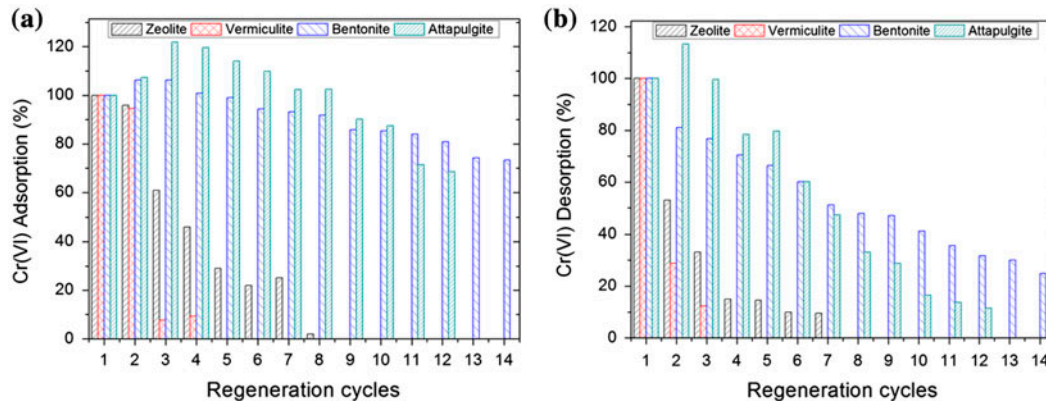 (a)
Zeolite Vermiculite Bentonite Attapulgite
120
100
80
60
40
20
0
Cr(VI) Adsorption (%)
1 2 3 4 5 6 7 8 9 10 11 12 13 14
Regeneration cycles
(b)
120
Zeolite Vermiculite Bentonite Attapulgite
100
80
60
40
20
0
Cr(VI) Desorption (%)
1 2 3 4 5 6 7 8 9 10 11 12 13 14
Regeneration cycles